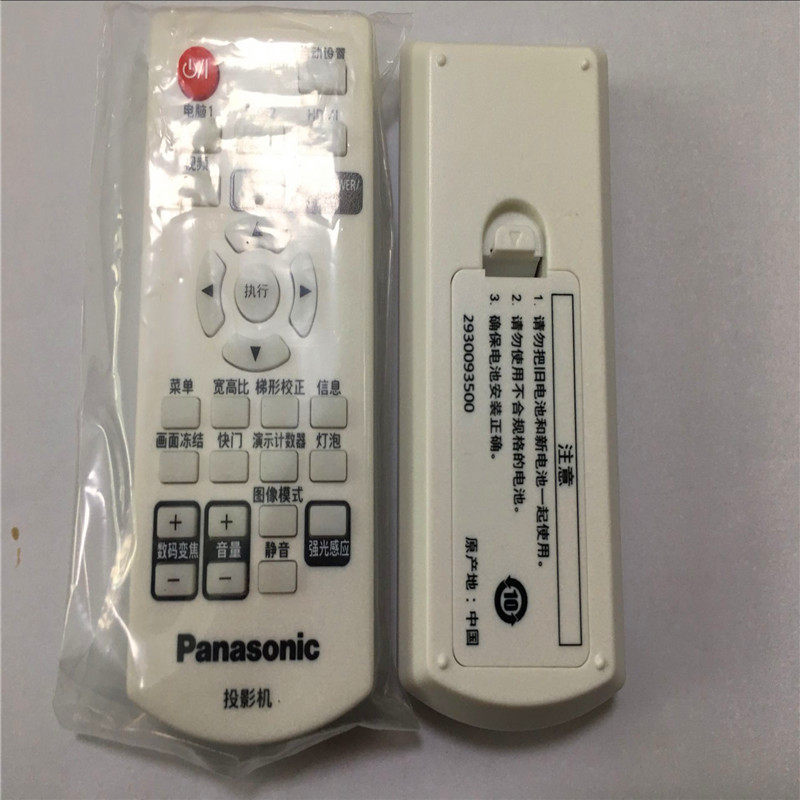 电脑1
视频
执行
菜单 宽高比 梯形校正 信息
画面冻结 快门 演示计数器 灯泡
图像模式
数码变焦 音量 静音 强光感应
Panasonic
投影机
注意
1. 请勿把旧电池和新电池一起使用。
2. 请勿使用不合规格的电池。
3. 确保电池安装正确。
2930093500
10
原产地：中国